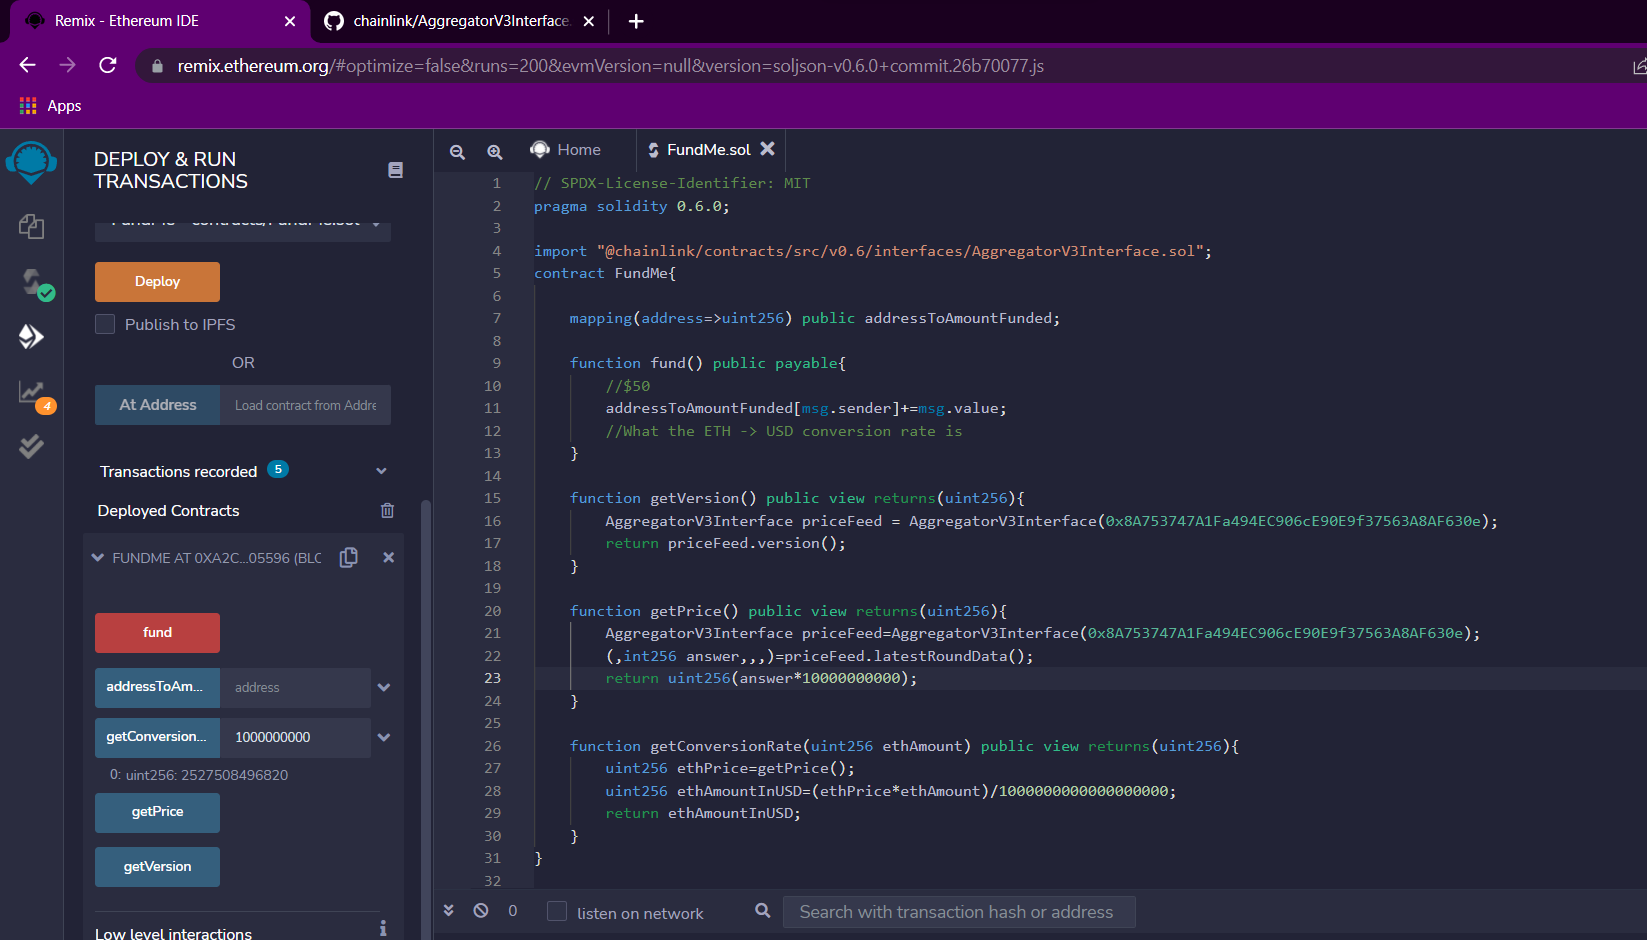 Remix - Ethereum IDE
chainlink/AggregatorV3Interface
remix.ethereum.org/#optimize=false&runs=200&evmVersion=null&version=soljson-v0.6.0+commit.26b70077.js
Apps
DEPLOY & RUN
TRANSACTIONS
FundMe - contracts/FundMe.sol
Deploy
Publish to IPFS
OR
At Address
Load contract from Addre
4
Transactions recorded 5
Deployed Contracts
FUNDME AT 0XA2C...05596 (BLC
fund
addressToAm...
address
getConversion...
1000000000
0: uint256: 2527508496820
getPrice
getVersion
Low level interactions
Home
FundMe.sol
1 // SPDX-License-Identifier: MIT
2 pragma solidity 0.6.0;
3
4 import "@chainlink/contracts/src/v0.6/interfaces/AggregatorV3Interface.sol";
5 contract FundMe{
6
7 mapping(address=>uint256) public addressToAmountFunded;
8
9 function fund() public payable{
10 //$50
11 addressToAmountFunded[msg.sender]+=msg.value;
12 //What the ETH -> USD conversion rate is
13 }
14
15 function getVersion() public view returns(uint256){
16 AggregatorV3Interface priceFeed = AggregatorV3Interface(0x8A753747A1Fa494EC906cE90E9f37563A8AF630e);
17 return priceFeed.version();
18 }
19
20 function getPrice() public view returns(uint256){
21 AggregatorV3Interface priceFeed=AggregatorV3Interface(0x8A753747A1Fa494EC906cE90E9f37563A8AF630e);
22 (,int256 answer,,,)=priceFeed.latestRoundData();
23 return uint256(answer*10000000000);
24 }
25
26 function getConversionRate(uint256 ethAmount) public view returns(uint256){
27 uint256 ethPrice=getPrice();
28 uint256 ethAmountInUSD=(ethPrice*ethAmount)/1000000000000000000;
29 return ethAmountInUSD;
30 }
31 }
32
0
listen on network
Search with transaction hash or address